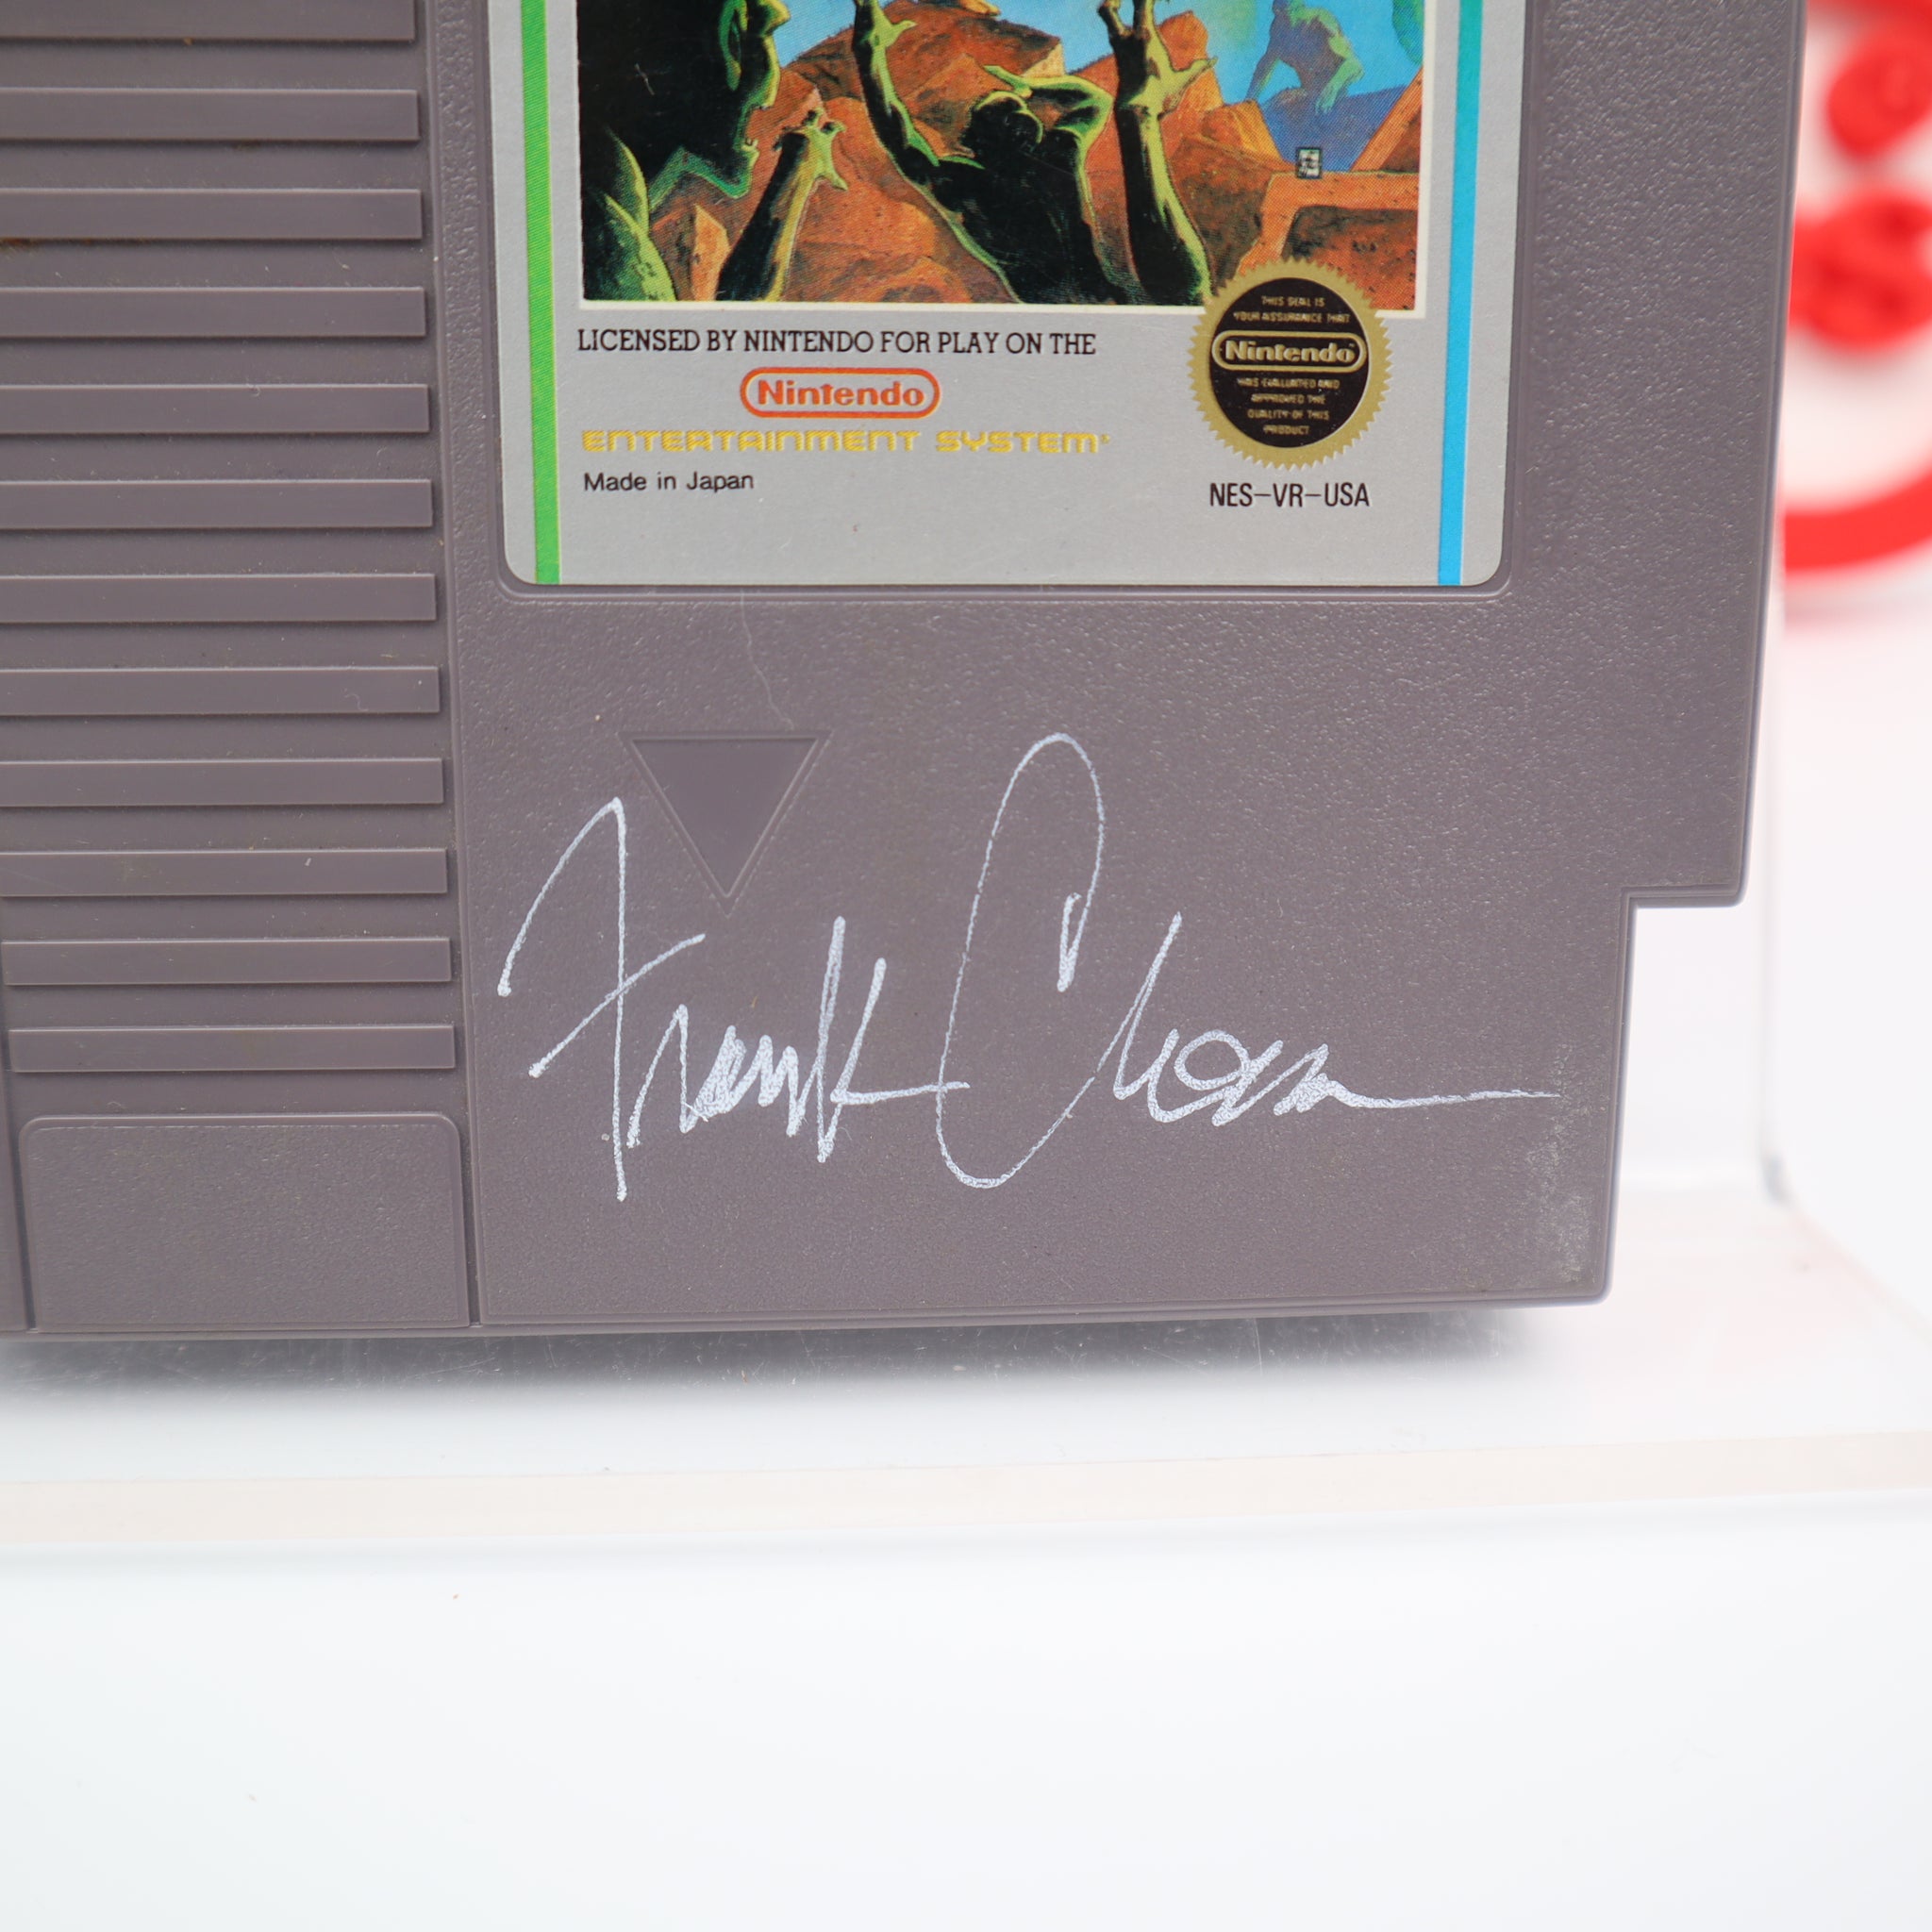 LICENSED BY NINTENDO FOR PLAY ON THE
Nintendo
ENTERTAINMENT SYSTEM
Made in Japan
THIS SEAL IS
YOUR ASSURANCE THAT
Nintendo
HAS EVALUATED AND
APPROVED THE
QUALITY OF THIS
PRODUCT
NES-VR-USA
Frank